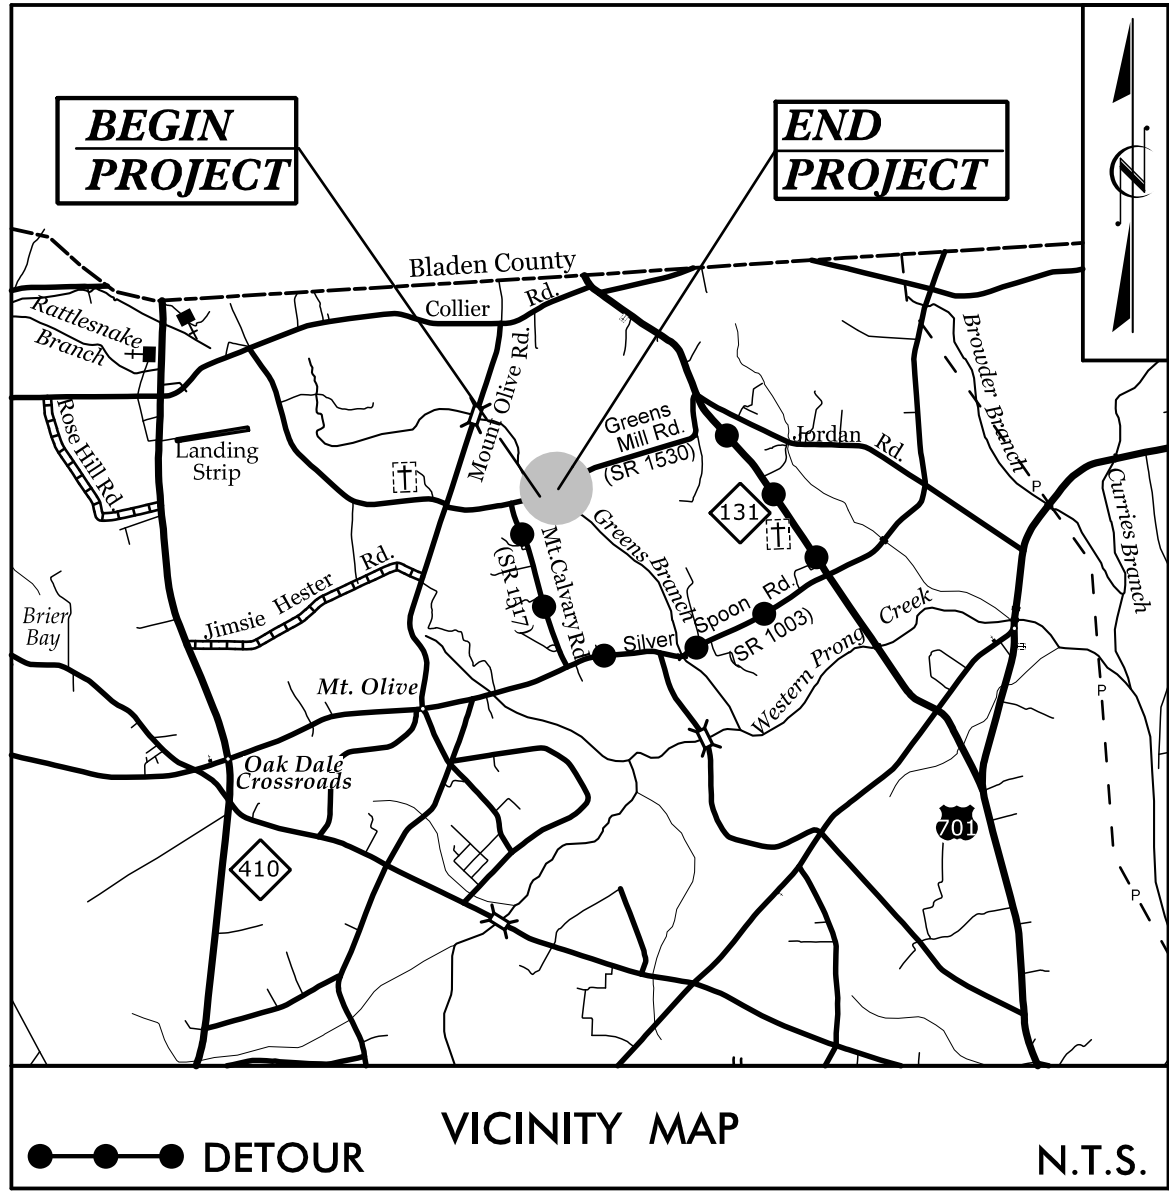 BEGIN
PROJECT
END
PROJECT
N
Bladen County
Collier
Rd.
Rattlesnake
Branch
Mount Olive Rd.
Browder Branch
Rose Hill Rd.
Landing
Strip
Greens
Mill Rd.
(SR 1530)
Jordan
Rd.
131
Greens
Branch
Mt.Calvary Rd.
(SR 1517)
Curries Branch
P
Jimsie Hester Rd.
Brier
Bay
Silver
Spoon Rd.
(SR 1003)
Western Prong Creek
Mt. Olive
P
Oak Dale
Crossroads
701
410
P
VICINITY MAP
DETOUR
N.T.S.